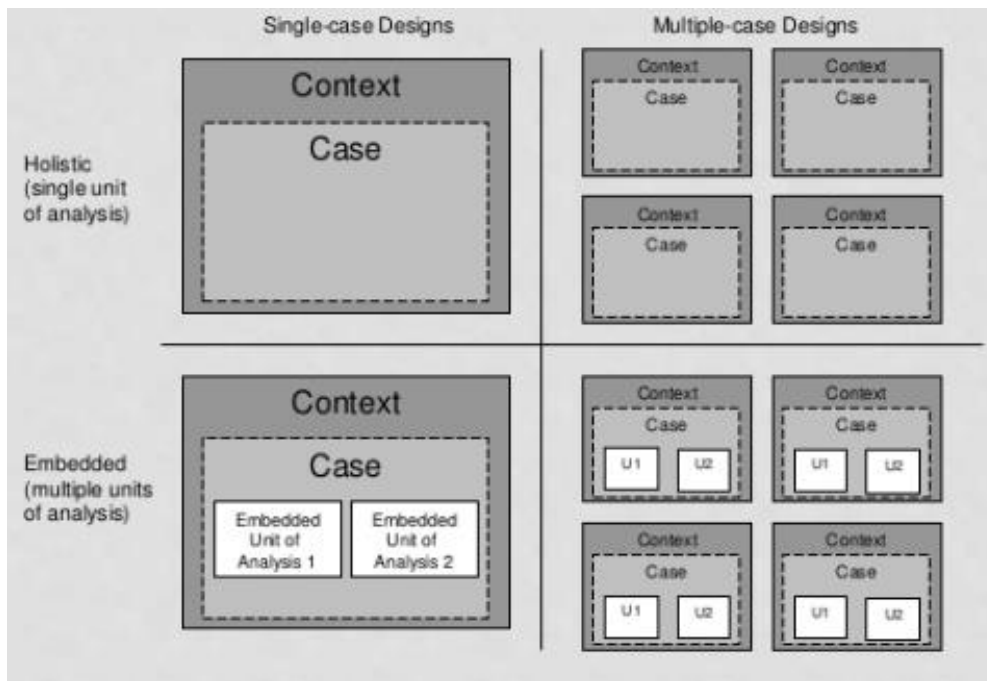 Single-case Designs
Multiple-case Designs
Holistic
(single unit
of analysis)
Context
Case
Context
Case
Context
Case
Context
Case
Context
Case
Embedded
(multiple units
of analysis)
Context
Case
Embedded
Unit of
Analysis 1
Embedded
Unit of
Analysis 2
Context
Case
U1
U2
Context
Case
U1
U2
Context
Case
U1
U2
Context
Case
U1
U2